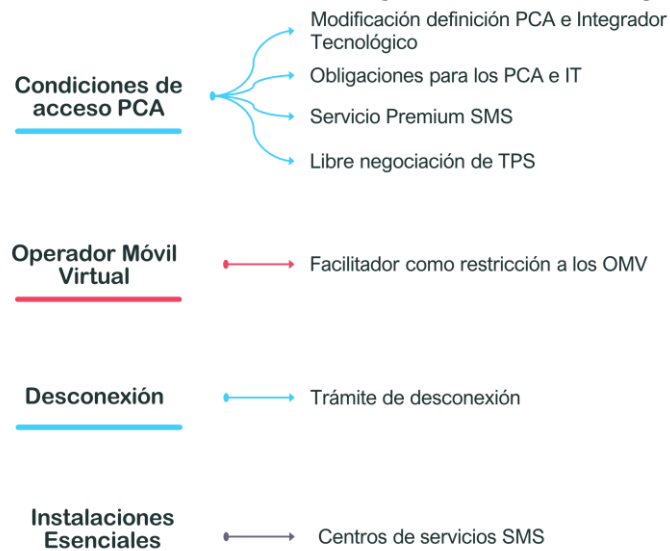 Condiciones de
acceso PCA
Modificación definición PCA e Integrador
Tecnológico
Obligaciones para los PCA e IT
Servicio Premium SMS
Libre negociación de TPS
Operador Móvil
Virtual
Facilitador como restricción a los OMV
Desconexión
Trámite de desconexión
Instalaciones
Esenciales
Centros de servicios SMS